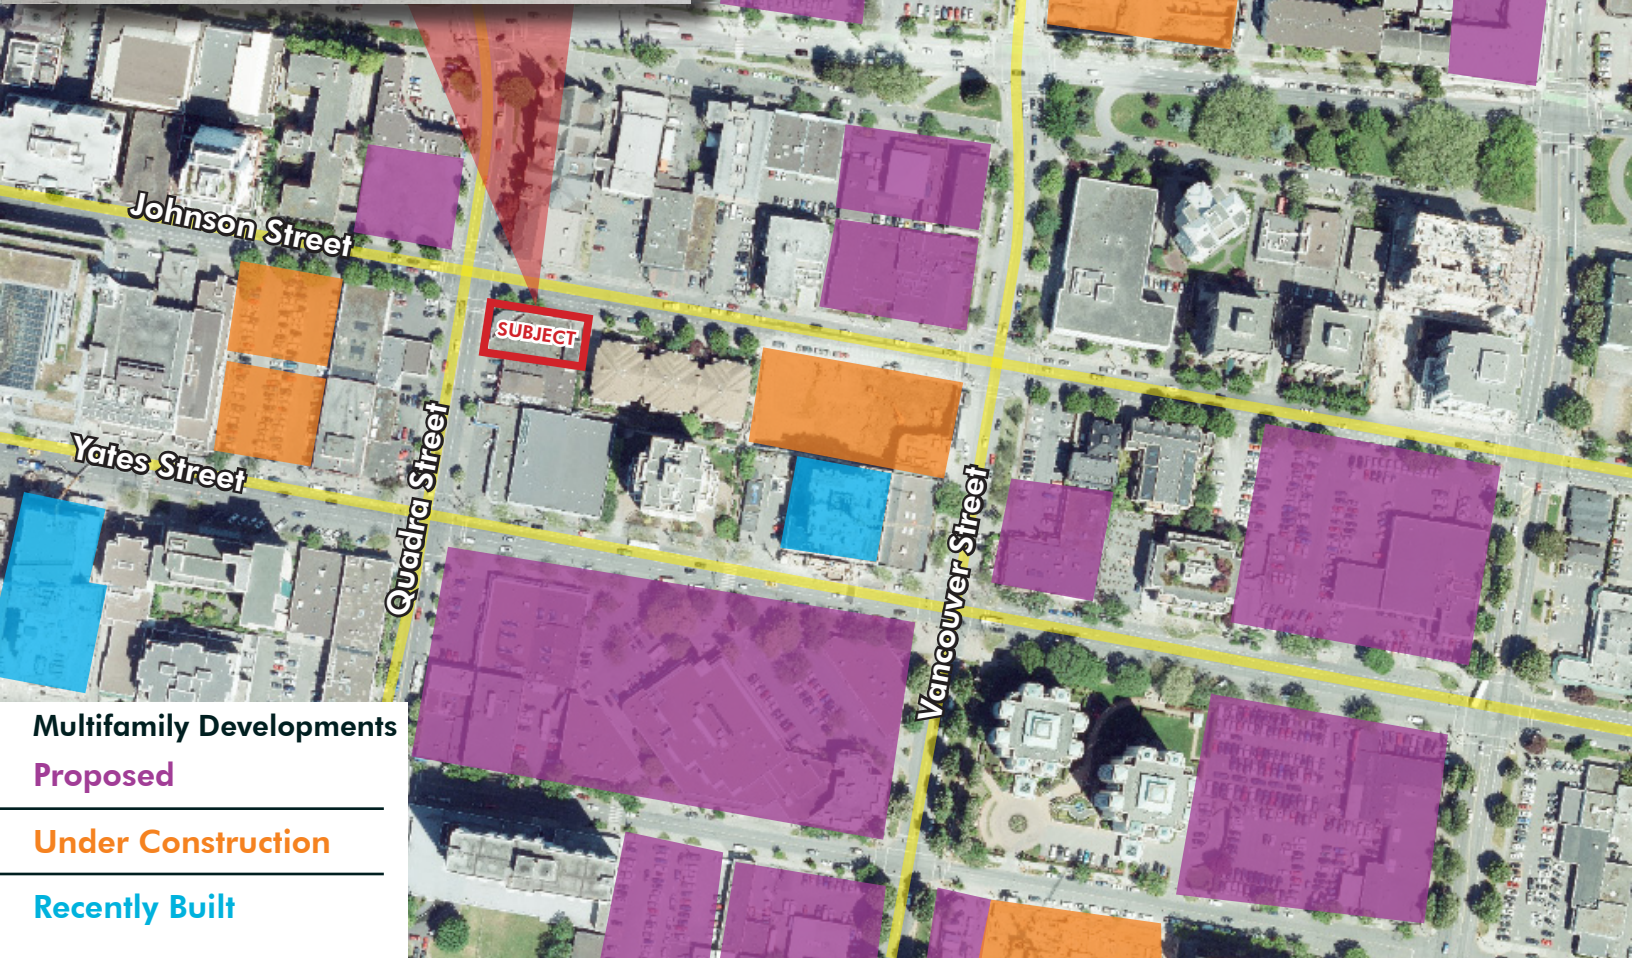 Johnson Street
SUBJECT
Yates Street
Quadra Street
Vancouver Street
Multifamily Developments
Proposed
Under Construction
Recently Built